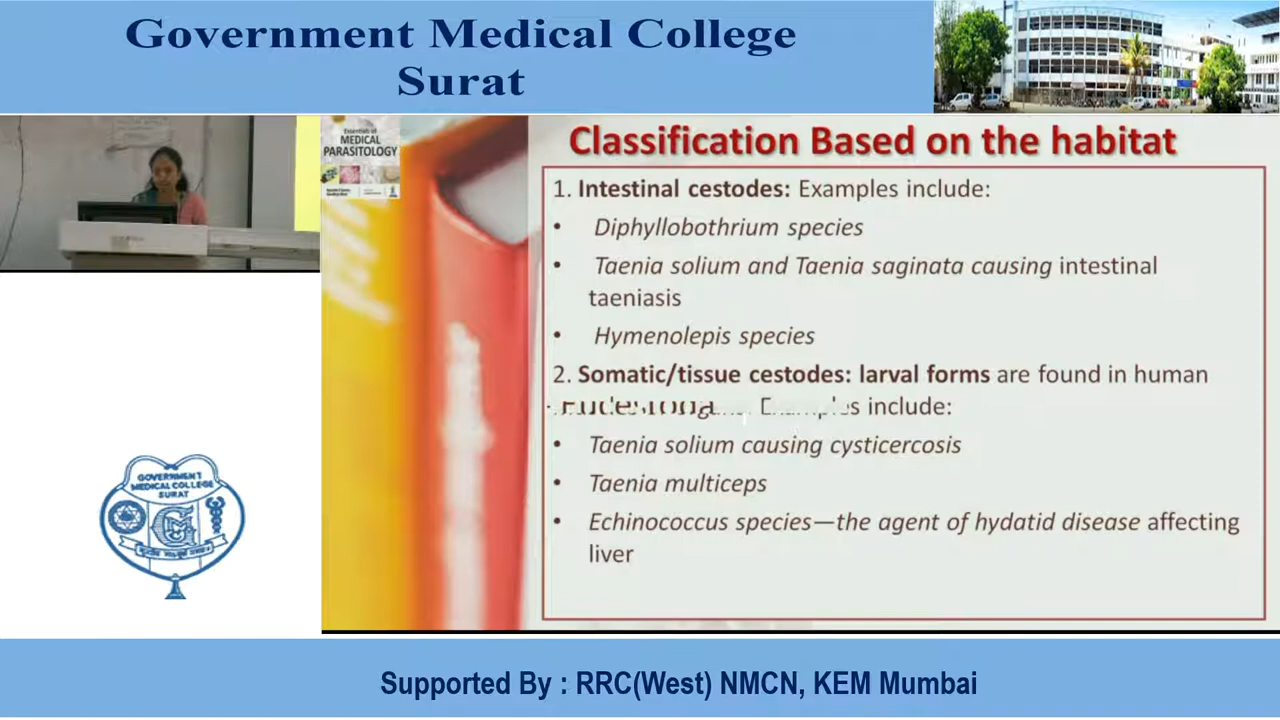 Government Medical College
Surat
Essentials of
MEDICAL
PARASITOLOGY
Classification Based on the habitat
1. Intestinal cestodes: Examples include:
• Diphyllobothrium species
• Taenia solium and Taenia saginata causing intestinal
taeniasis
• Hymenolepis species
2. Somatic/tissue cestodes: larval forms are found in human
include:
• Taenia solium causing cysticercosis
• Taenia multiceps
• Echinococcus species—the agent of hydatid disease affecting
liver
GOVERNMENT
MEDICAL COLLEGE
SURAT
Supported By : RRC(West) NMCN, KEM Mumbai